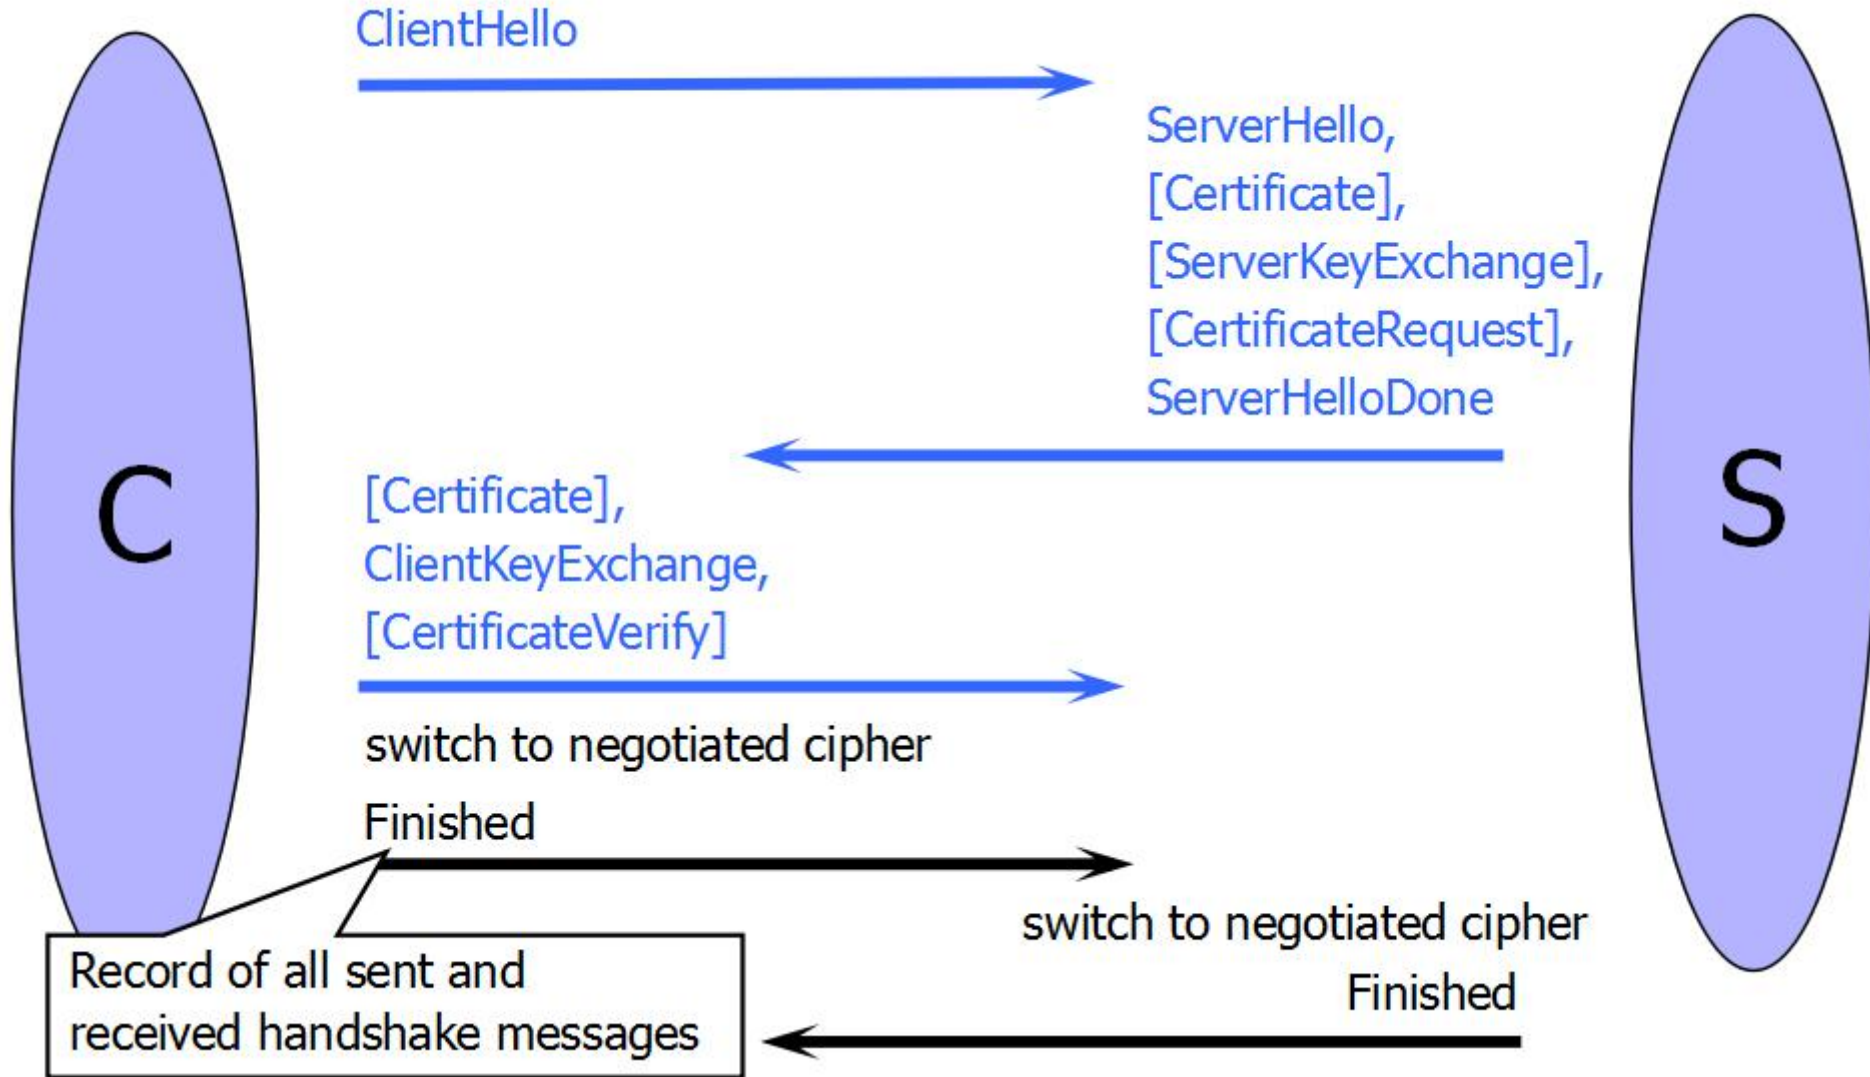 ClientHello
ServerHello,
[Certificate],
[ServerKeyExchange],
[CertificateRequest],
ServerHelloDone
C
S
[Certificate],
ClientKeyExchange,
[CertificateVerify]
switch to negotiated cipher
Finished
switch to negotiated cipher
Finished
Record of all sent and
received handshake messages